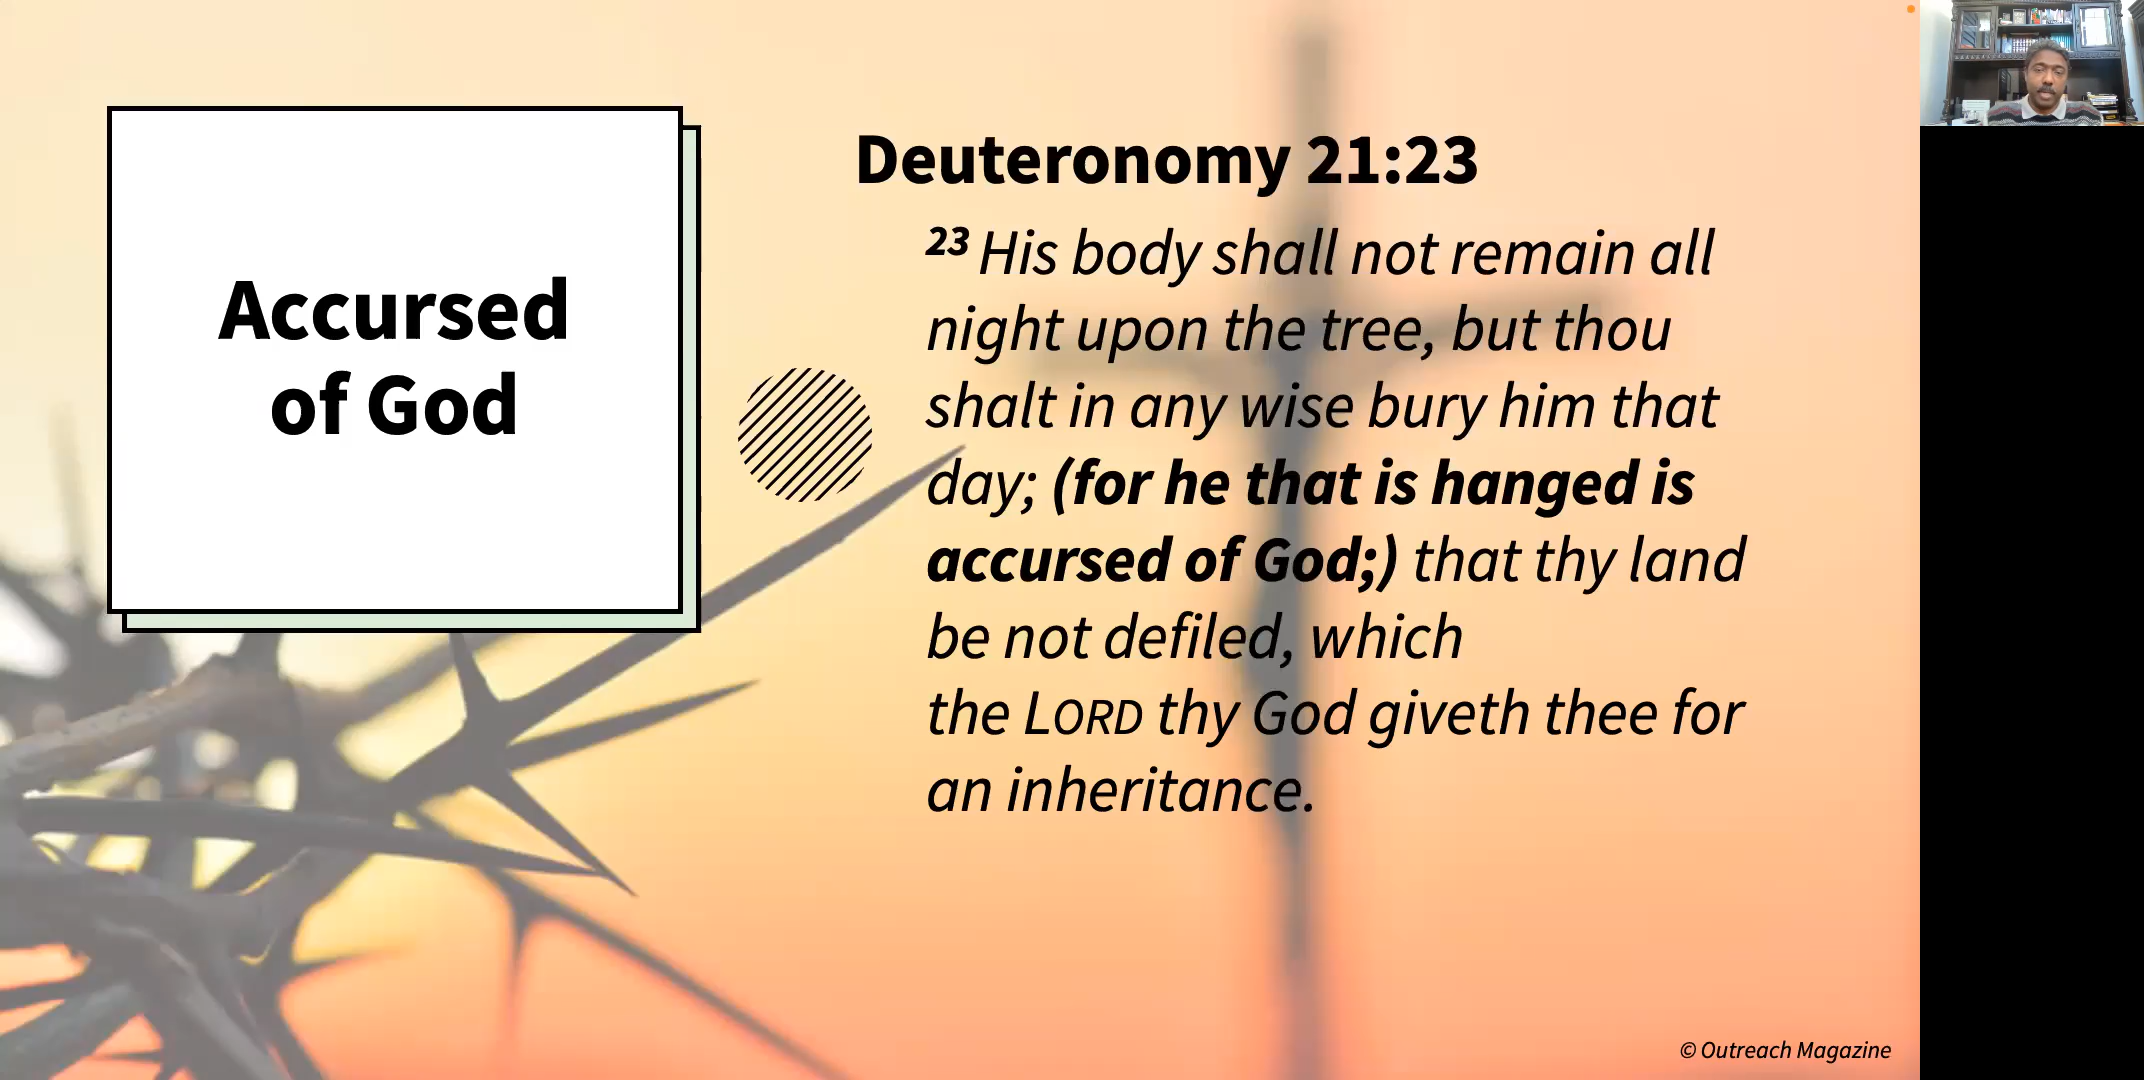 Accursed
of God
Deuteronomy 21:23
23 His body shall not remain all
night upon the tree, but thou
shalt in any wise bury him that
day; (for he that is hanged is
accursed of God;) that thy land
be not defiled, which
the LORD thy God giveth thee for
an inheritance.
© Outreach Magazine